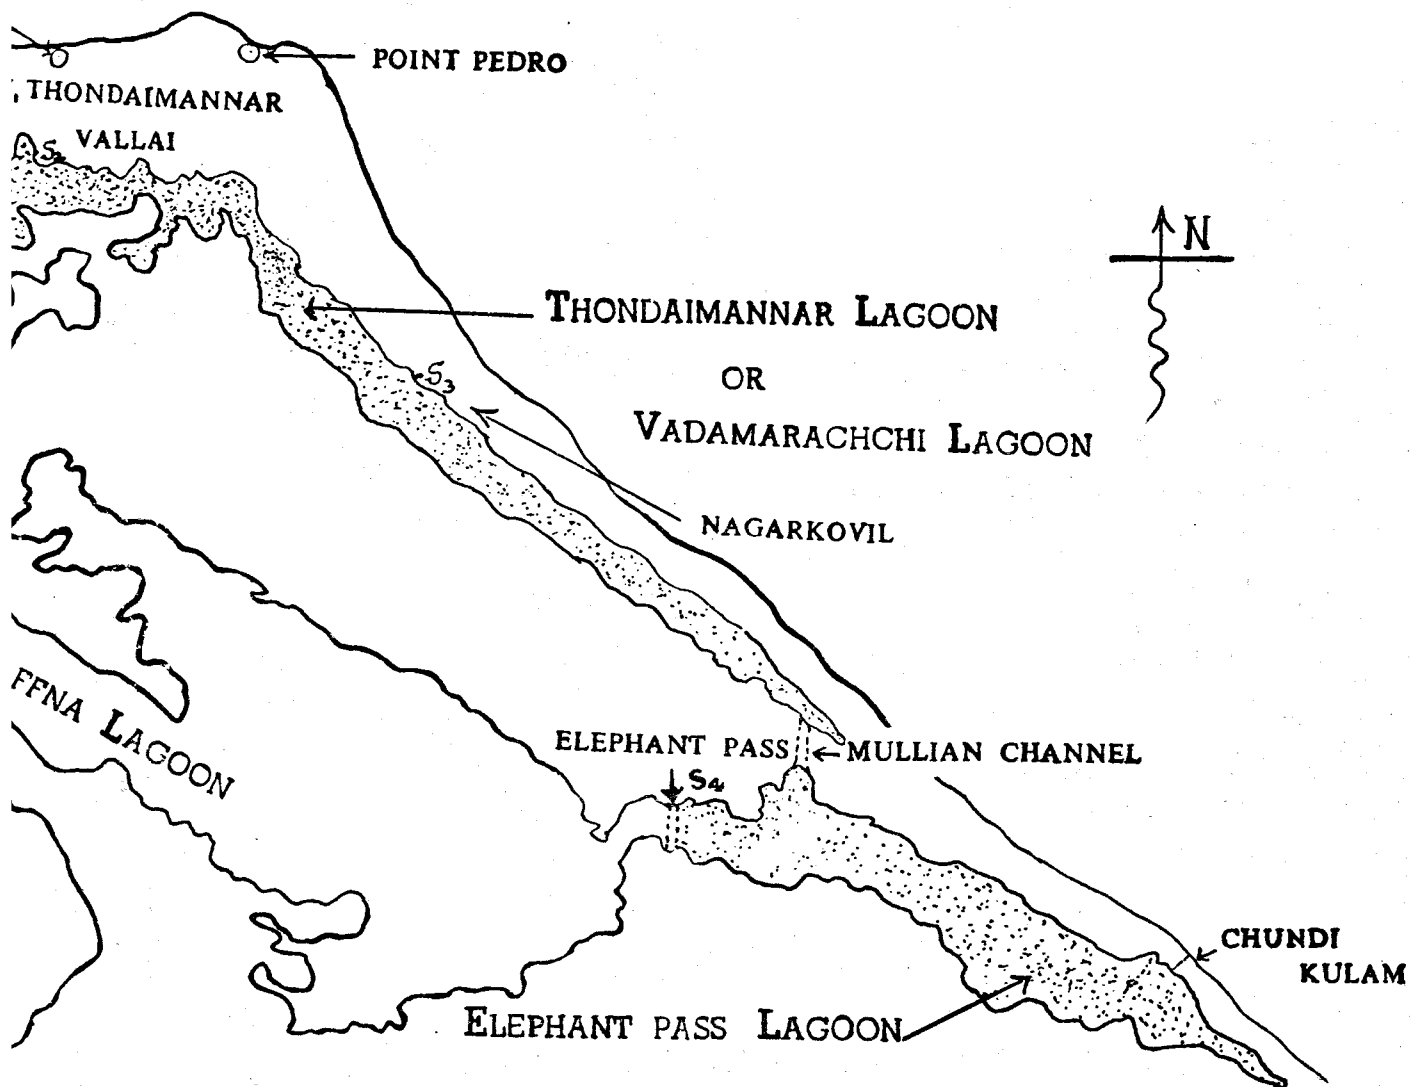 POINT PEDRO
THONDAIMANNAR
VALLAI
S2
N
THONDAIMANNAR LAGOON
OR
VADAMARACHCHI LAGOON
S3
NAGARKOVIL
FFNA LAGOON
ELEPHANT PASS
MULLIAN CHANNEL
S4
CHUNDI
KULAM
ELEPHANT PASS LAGOON